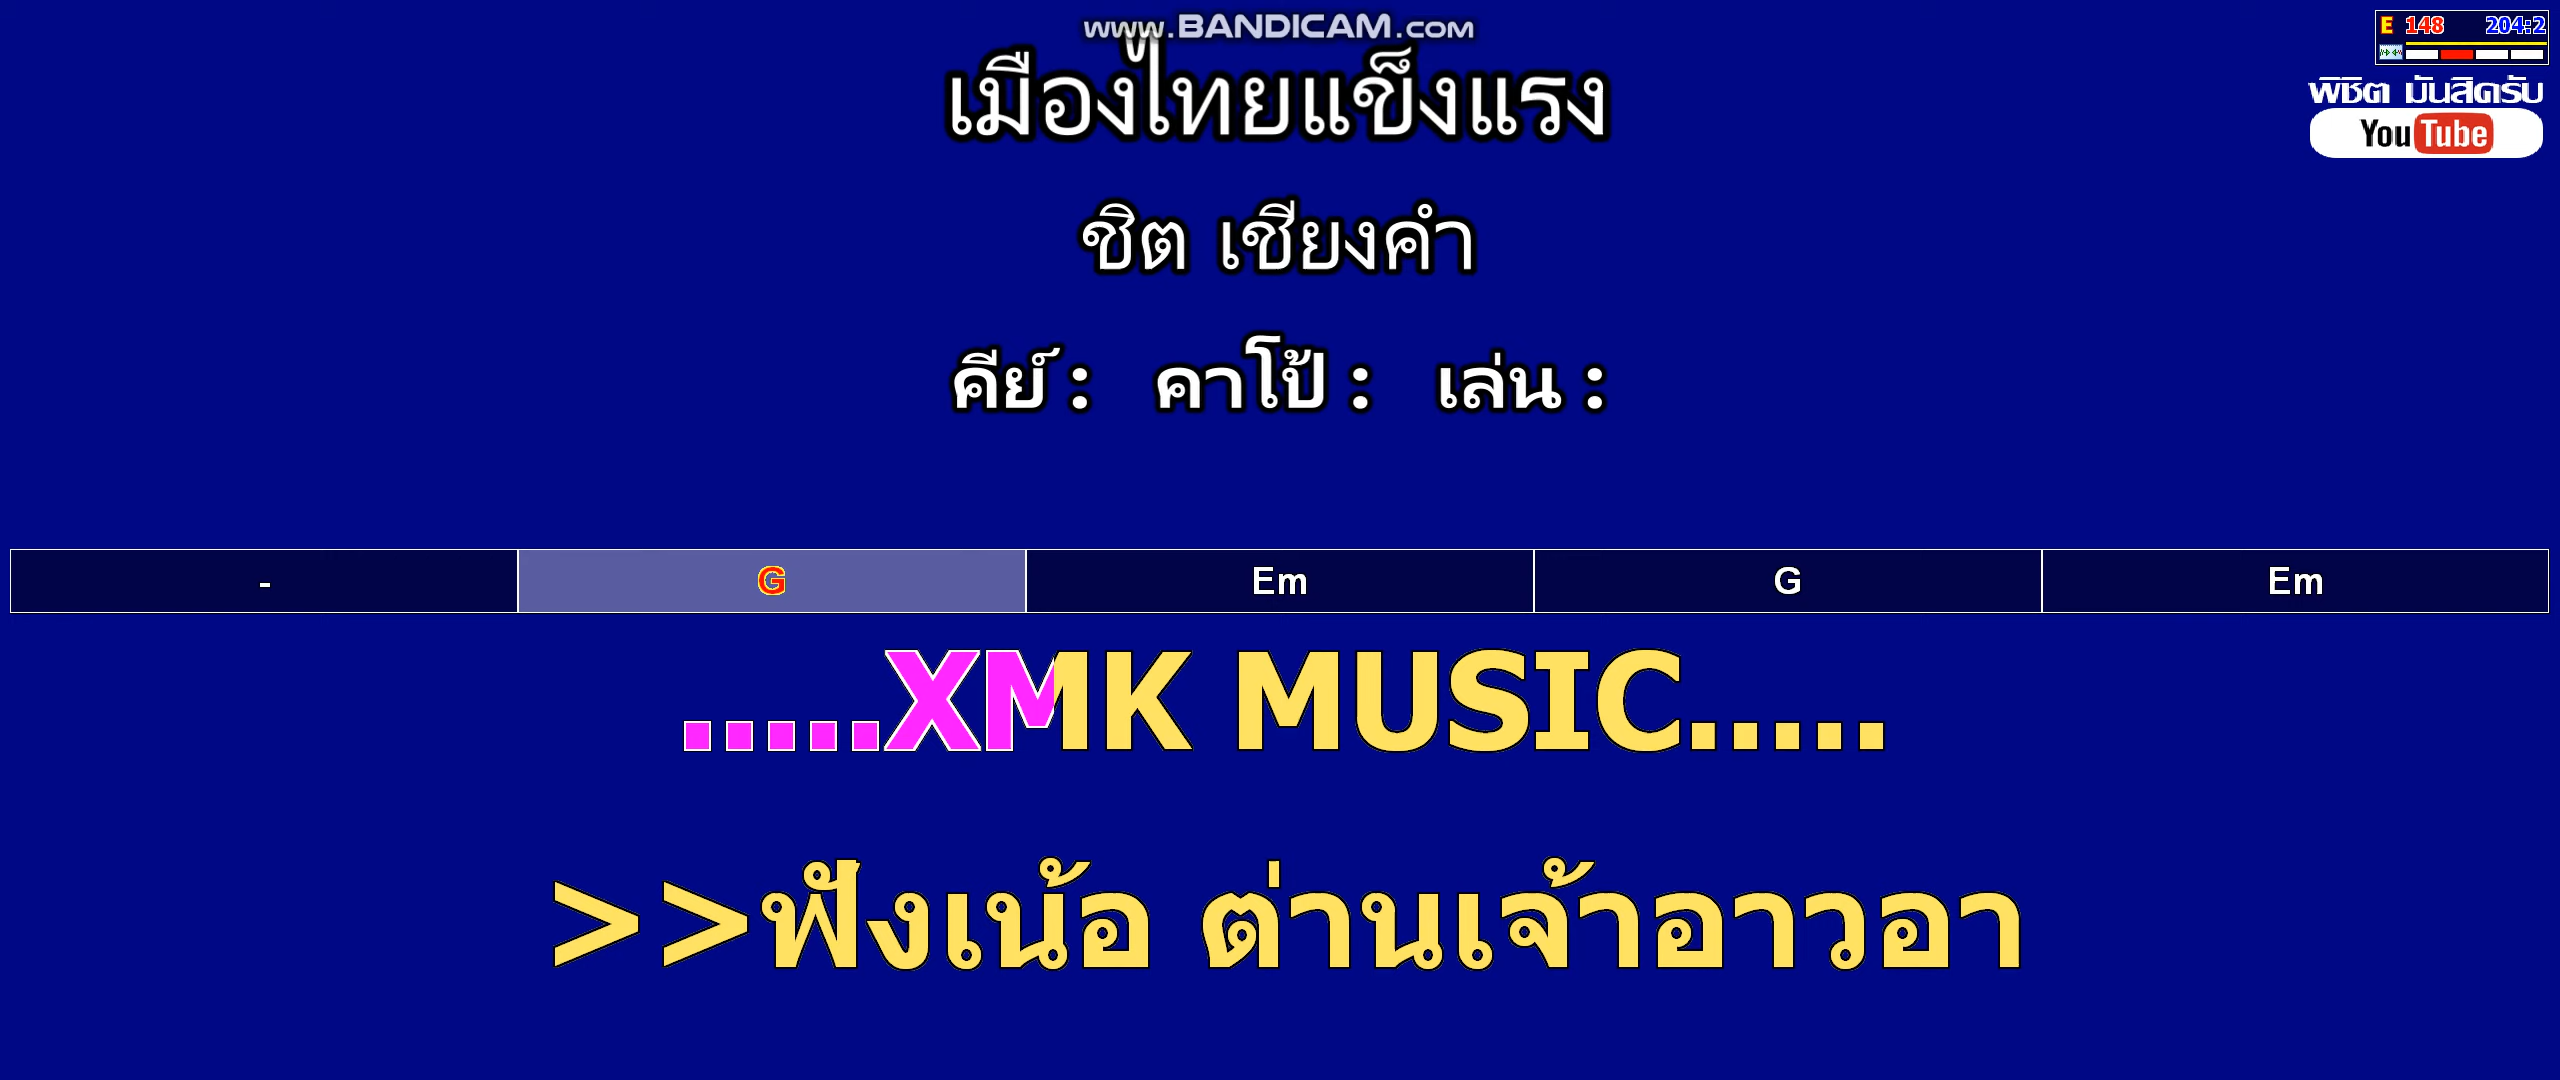 www.BANDICAM.com
E 148 204:2
เมืองไทยแข็งแรง
พิชิต มันสิครับ
YouTube
ชิต เชียงคำ
คีย์ : คาโป้ : เล่น :
- G Em G Em
.....XMK MUSIC.....
>>ฟังเน้อ ต่านเจ้าอาวอา